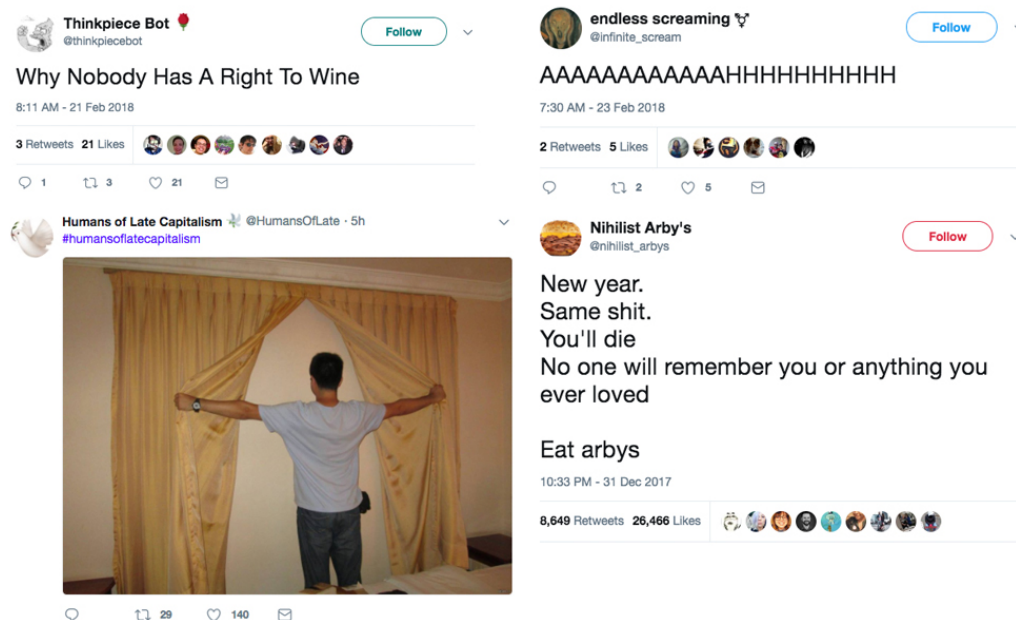 Thinkpiece Bot 🌹
@thinkpiecebot
Follow
Why Nobody Has A Right To Wine
8:11 AM - 21 Feb 2018
3 Retweets 21 Likes
1 3 21
Humans of Late Capitalism 🕊 @HumansOfLate · 5h
#humansoflatecapitalism
29 140
endless screaming ⚧
@infinite_scream
Follow
AAAAAAAAAAAAHHHHHHHHHHH
7:30 AM - 23 Feb 2018
2 Retweets 5 Likes
2 5
Nihilist Arby's
@nihilist_arbys
Follow
New year.
Same shit.
You'll die
No one will remember you or anything you
ever loved
Eat arbys
10:33 PM - 31 Dec 2017
8,649 Retweets 26,466 Likes